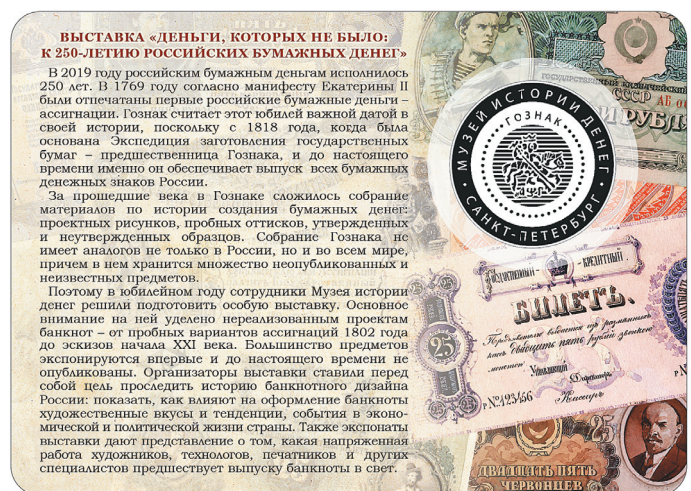 ВЫСТАВКА «ДЕНЬГИ, КОТОРЫХ НЕ БЫЛО:
К 250-ЛЕТИЮ РОССИЙСКИХ БУМАЖНЫХ ДЕНЕГ»
В 2019 году российским бумажным деньгам исполнилось
250 лет. В 1769 году согласно манифесту Екатерины II
были отпечатаны первые российские бумажные деньги –
ассигнации. Гознак считает этот юбилей важной датой в
своей истории, поскольку с 1818 года, когда была
основана Экспедиция заготовления государственных
бумаг – предшественница Гознака, и до настоящего
времени именно он обеспечивает выпуск всех бумажных
денежных знаков России.
За прошедшие века в Гознаке сложилось собрание
материалов по истории создания бумажных денег:
проектных рисунков, пробных оттисков, утвержденных
и неутвержденных образцов. Собрание Гознака не
имеет аналогов не только в России, но и во всем мире,
причем в нем хранится множество неопубликованных и
неизвестных предметов.
Поэтому в юбилейном году сотрудники Музея истории
денег решили подготовить особую выставку. Основное
внимание на ней уделено нереализованным проектам
банкнот – от пробных вариантов ассигнаций 1802 года
до эскизов начала XXI века. Большинство предметов
экспонируются впервые и до настоящего времени не
опубликованы. Организаторы выставки ставили перед
собой цель проследить историю банкнотного дизайна
России: показать, как влияют на оформление банкноты
художественные вкусы и тенденции, события в эконо-
мической и политической жизни страны. Также экспонаты
выставки дают представление о том, какая напряженная
работа художников, технологов, печатников и других
специалистов предшествует выпуску банкноты в свет.
СССР
МУЗЕЙ ИСТОРИИ ДЕНЕГ
ГОЗНАК
САНКТ-ПЕТЕРБУРГ
Государственный кредитный
БИЛЕТЪ.
25
Управляющий
Директоръ
Кассиръ
№123456
25
ДВАДЦАТЬ ПЯТЬ
ЧЕРВОНЦЕВ